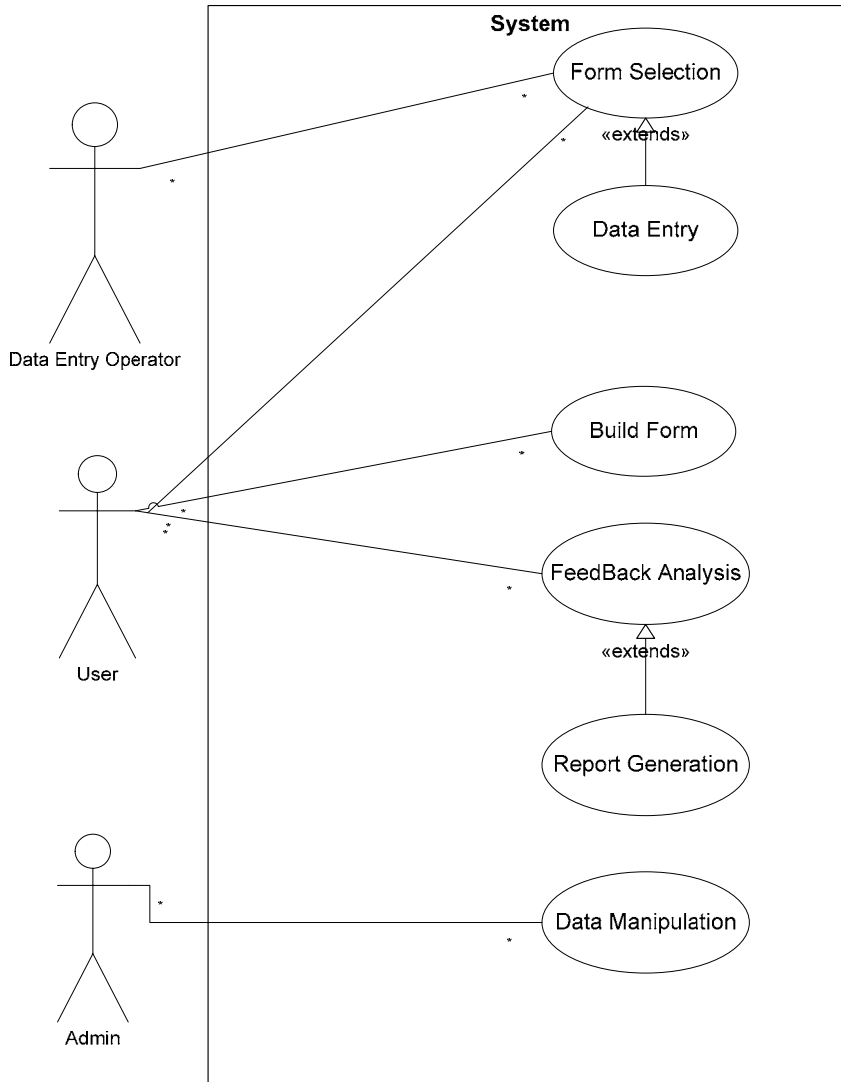 System
Form Selection
*
*
«extends»
*
Data Entry
Data Entry Operator
Build Form
*
*
*
*
FeedBack Analysis
*
«extends»
User
Report Generation
*
Data Manipulation
*
Admin